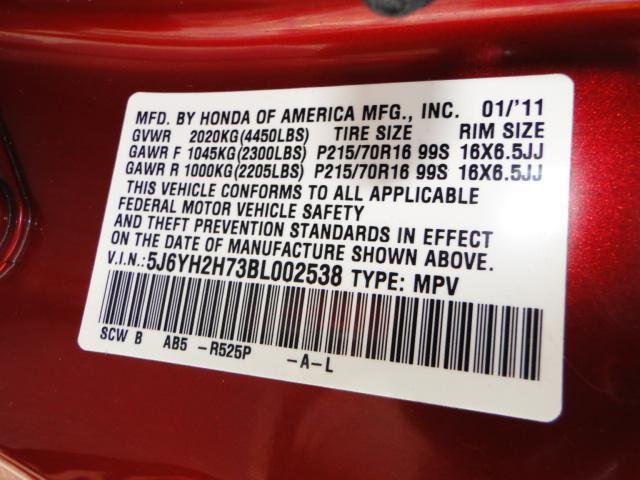 MFD. BY HONDA OF AMERICA MFG., INC. 01/'11
GVWR 2020KG(4450LBS) TIRE SIZE RIM SIZE
GAWR F 1045KG(2300LBS) P215/70R16 99S 16X6.5JJ
GAWR R 1000KG(2205LBS) P215/70R16 99S 16X6.5JJ
THIS VEHICLE CONFORMS TO ALL APPLICABLE
FEDERAL MOTOR VEHICLE SAFETY
AND THEFT PREVENTION STANDARDS IN EFFECT
ON THE DATE OF MANUFACTURE SHOWN ABOVE.
V.I.N.: 5J6YH2H73BL002538 TYPE: MPV
SCW B AB5 -R525P -A-L